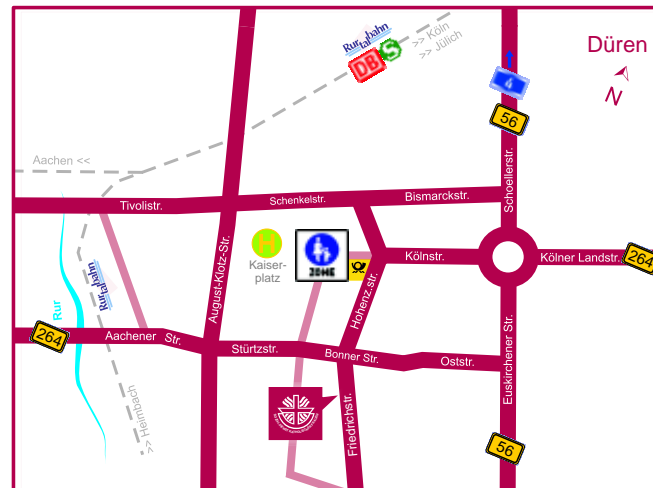 Düren
N
Rurtalbahn
DB
S
>> Köln
>> Jülich
4
56
Schoellerstr.
Aachen <<
Tivolistr.
Schenkelstr.
Bismarckstr.
August-Klotz-Str.
H
Kaiser-
platz
ZONE
Kölnstr.
Kölner Landstr.
264
Hohenz.str.
Rurtalbahn
Rur
264
Aachener Str.
Stürtzstr.
Bonner Str.
Oststr.
Euskirchener Str.
>> Heimbach
Friedrichstr.
56